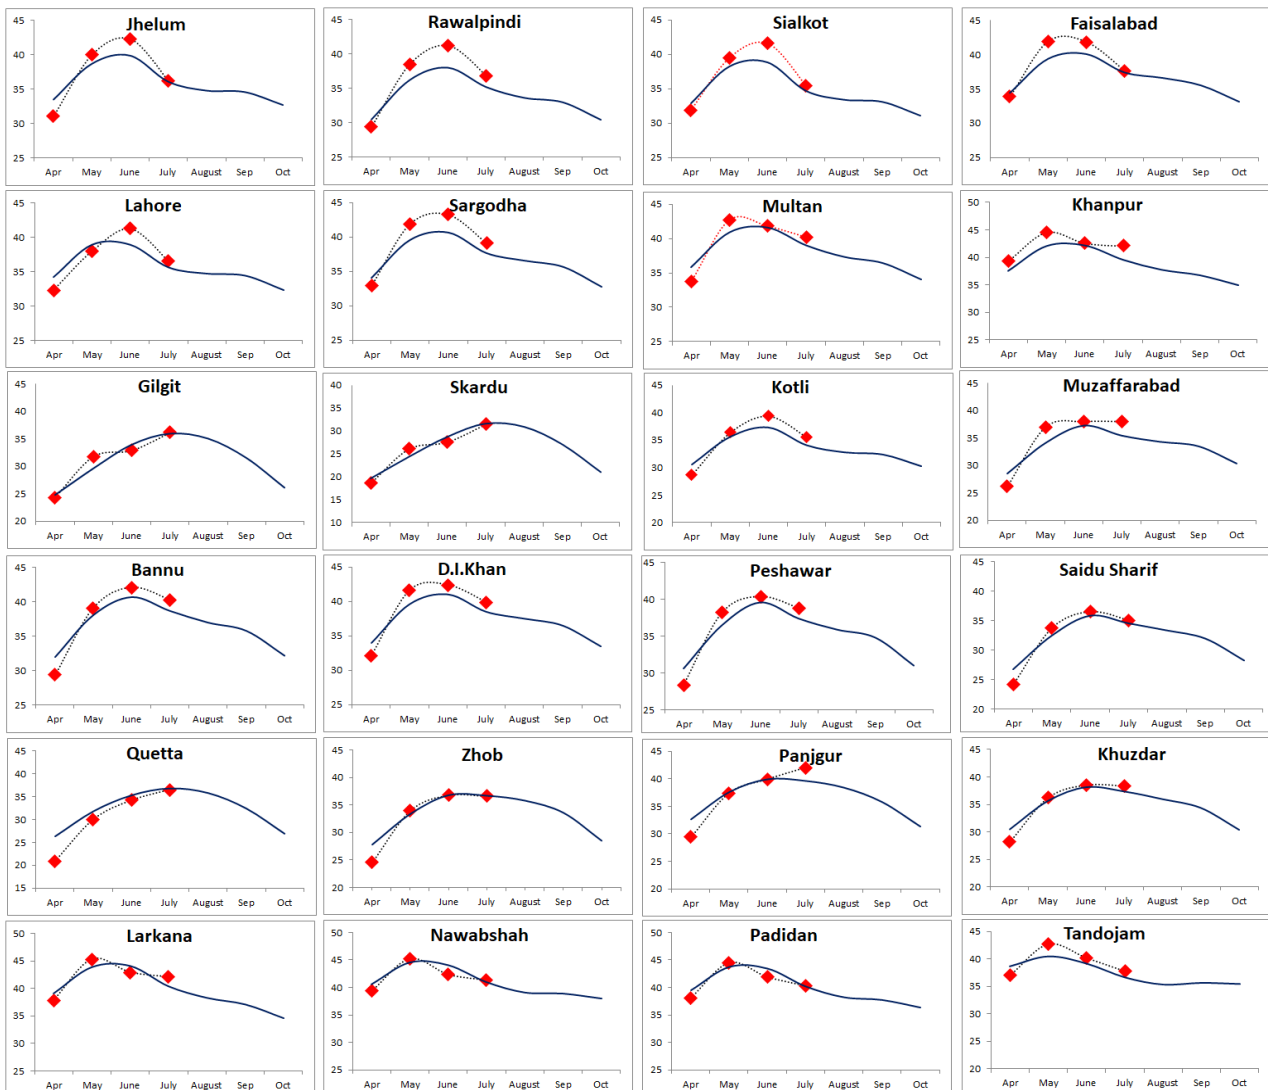 Jhelum
45
40
35
30
25
Apr May June July August Sep Oct
Rawalpindi
45
40
35
30
25
Apr May June July August Sep Oct
Sialkot
45
40
35
30
25
Apr May June July August Sep Oct
Faisalabad
45
40
35
30
25
Apr May June July August Sep Oct
Lahore
45
40
35
30
25
Apr May June July August Sep Oct
Sargodha
45
40
35
30
25
Apr May June July August Sep Oct
Multan
45
40
35
30
25
Apr May June July August Sep Oct
Khanpur
50
45
40
35
30
25
Apr May June July August Sep Oct
Gilgit
45
40
35
30
25
20
Apr May June July August Sep Oct
Skardu
40
35
30
25
20
15
10
Apr May June July August Sep Oct
Kotli
45
40
35
30
25
20
Apr May June July August Sep Oct
Muzaffarabad
45
40
35
30
25
20
Apr May June July August Sep Oct
Bannu
45
40
35
30
25
Apr May June July August Sep Oct
D.I.Khan
45
40
35
30
25
Apr May June July August Sep Oct
Peshawar
45
40
35
30
25
Apr May June July August Sep Oct
Saidu Sharif
45
40
35
30
25
20
Apr May June July August Sep Oct
Quetta
45
40
35
30
25
20
15
Apr May June July August Sep Oct
Zhob
45
40
35
30
25
20
Apr May June July August Sep Oct
Panjgur
45
40
35
30
25
20
Apr May June July August Sep Oct
Khuzdar
45
40
35
30
25
20
Apr May June July August Sep Oct
Larkana
50
45
40
35
30
25
Apr May June July August Sep Oct
Nawabshah
50
45
40
35
30
25
Apr May June July August Sep Oct
Padidan
50
45
40
35
30
25
Apr May June July August Sep Oct
Tandojam
45
40
35
30
25
20
Apr May June July August Sep Oct